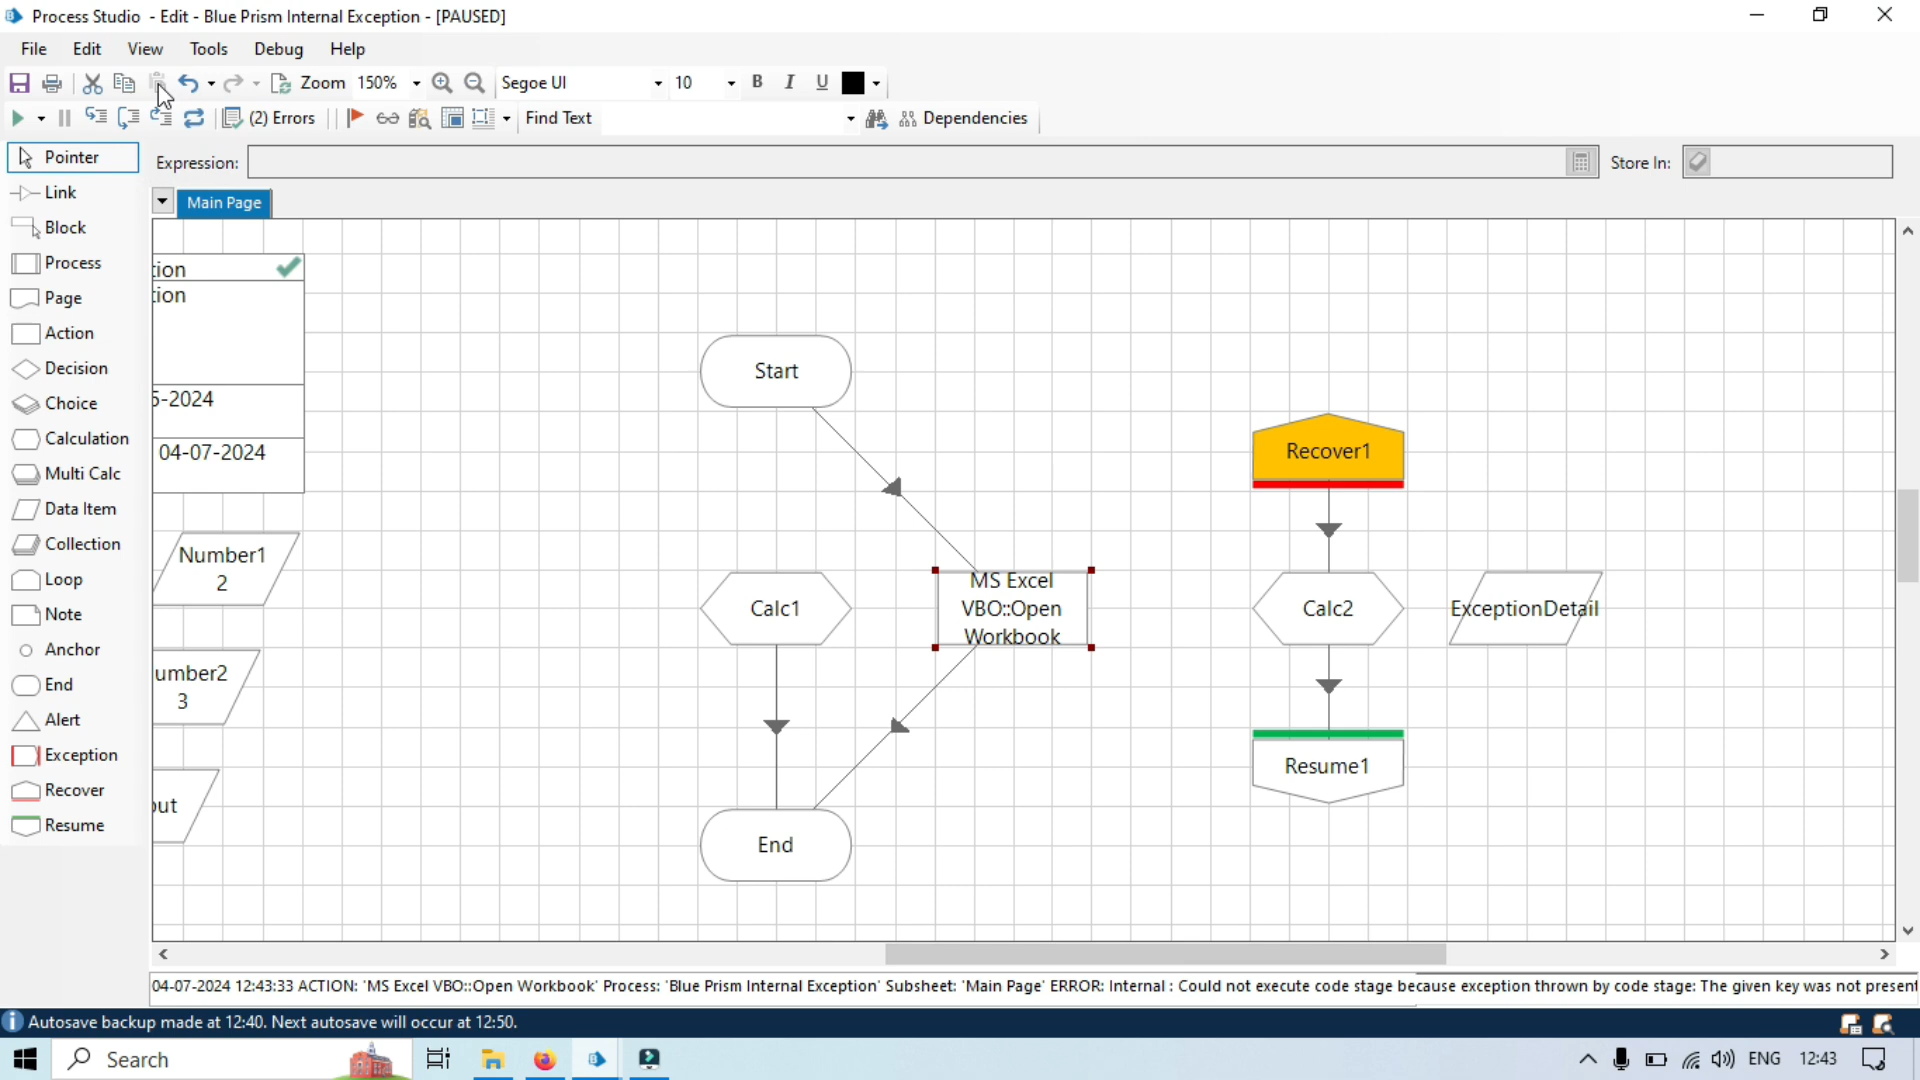 Process Studio - Edit - Blue Prism Internal Exception - [PAUSED]
File Edit View Tools Debug Help
Zoom 150% Segoe UI 10 B I U
(2) Errors Find Text Dependencies
Pointer
Expression: Store In:
Link
Main Page
Block
Process
Page
Action
Decision
Choice
Calculation
Multi Calc
Data Item
Collection
Loop
Note
Anchor
End
Alert
Exception
Recover
Resume
tion
tion
5-2024
04-07-2024
Number1
2
umber2
3
out
Start
Calc1
MS Excel
VBO::Open
Workbook
End
Recover1
Calc2
ExceptionDetail
Resume1
04-07-2024 12:43:33 ACTION: 'MS Excel VBO::Open Workbook' Process: 'Blue Prism Internal Exception' Subsheet: 'Main Page' ERROR: Internal : Could not execute code stage because exception thrown by code stage: The given key was not present
Autosave backup made at 12:40. Next autosave will occur at 12:50.
Search ENG 12:43